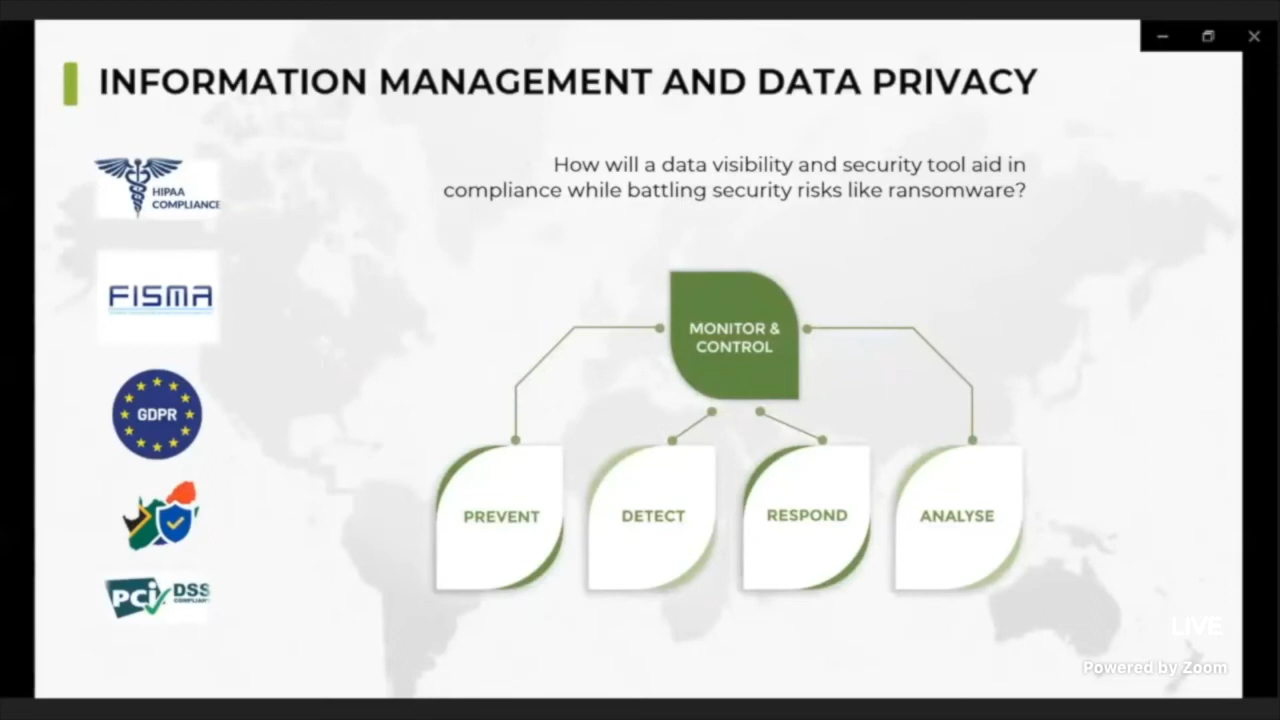 INFORMATION MANAGEMENT AND DATA PRIVACY
HIPAA
COMPLIANCE
How will a data visibility and security tool aid in
compliance while battling security risks like ransomware?
FISMA
MONITOR &
CONTROL
GDPR
PREVENT
DETECT
RESPOND
ANALYSE
PCI
DSS
COMPLIANT
LIVE
Powered by Zoom